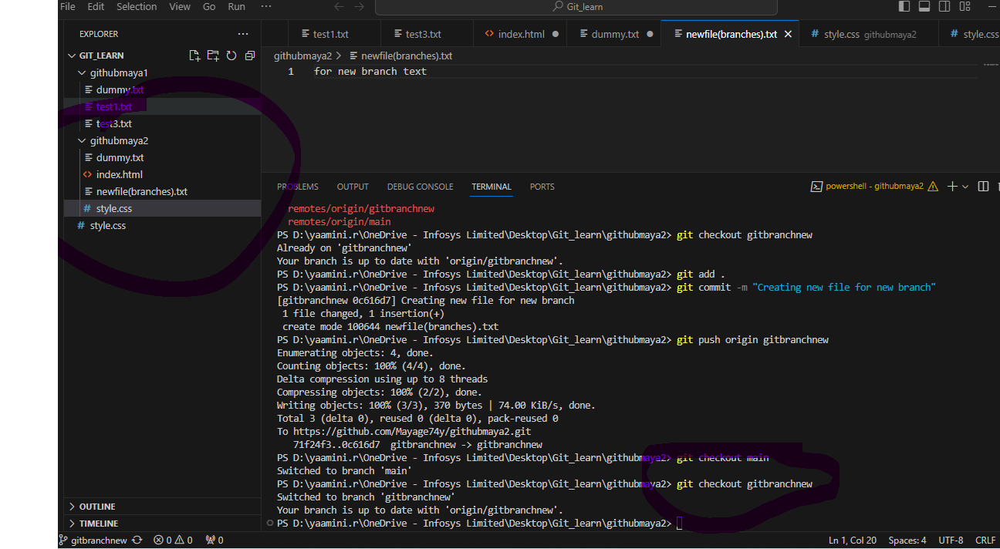 File Edit Selection View Go Run ··· Git_learn
EXPLORER ···
test1.txt test3.txt index.html dummy.txt newfile(branches).txt style.css githubmaya2 style.css
GIT_LEARN
githubmaya1
dummy.txt
test1.txt
test3.txt
githubmaya2
dummy.txt
index.html
newfile(branches).txt
style.css
style.css
OUTLINE
TIMELINE
githubmaya2 > newfile(branches).txt
1 for new branch text
PROBLEMS OUTPUT DEBUG CONSOLE TERMINAL PORTS powershell - githubmaya2
remotes/origin/gitbranchnew
remotes/origin/main
PS D:\yaamini.r\OneDrive - Infosys Limited\Desktop\Git_learn\githubmaya2> git checkout gitbranchnew
Already on 'gitbranchnew'
Your branch is up to date with 'origin/gitbranchnew'.
PS D:\yaamini.r\OneDrive - Infosys Limited\Desktop\Git_learn\githubmaya2> git add .
PS D:\yaamini.r\OneDrive - Infosys Limited\Desktop\Git_learn\githubmaya2> git commit -m "Creating new file for new branch"
[gitbranchnew 0c616d7] Creating new file for new branch
1 file changed, 1 insertion(+)
create mode 100644 newfile(branches).txt
PS D:\yaamini.r\OneDrive - Infosys Limited\Desktop\Git_learn\githubmaya2> git push origin gitbranchnew
Enumerating objects: 4, done.
Counting objects: 100% (4/4), done.
Delta compression using up to 8 threads
Compressing objects: 100% (2/2), done.
Writing objects: 100% (3/3), 370 bytes | 74.00 KiB/s, done.
Total 3 (delta 0), reused 0 (delta 0), pack-reused 0
To https://github.com/Mayage74y/githubmaya2.git
71f24f3..0c616d7 gitbranchnew -> gitbranchnew
PS D:\yaamini.r\OneDrive - Infosys Limited\Desktop\Git_learn\githubmaya2> git checkout main
Switched to branch 'main'
PS D:\yaamini.r\OneDrive - Infosys Limited\Desktop\Git_learn\githubmaya2> git checkout gitbranchnew
Switched to branch 'gitbranchnew'
Your branch is up to date with 'origin/gitbranchnew'.
PS D:\yaamini.r\OneDrive - Infosys Limited\Desktop\Git_learn\githubmaya2>
gitbranchnew 0 0 0 Ln 1, Col 20 Spaces: 4 UTF-8 CRLF